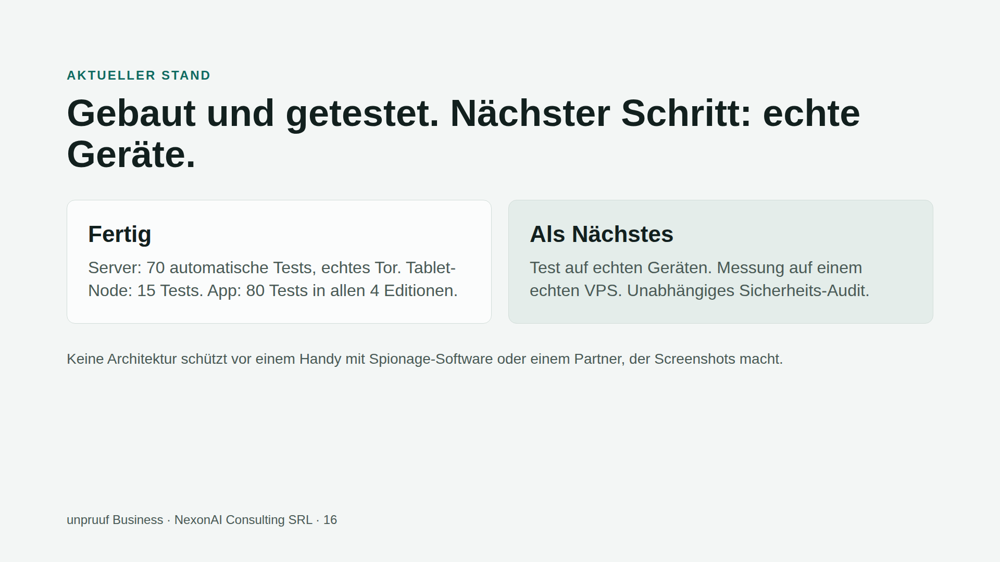 AKTUELLER STAND
Gebaut und getestet. Nächster Schritt: echte
Geräte.
Fertig
Server: 70 automatische Tests, echtes Tor. Tablet-
Node: 15 Tests. App: 80 Tests in allen 4 Editionen.
Als Nächstes
Test auf echten Geräten. Messung auf einem
echten VPS. Unabhängiges Sicherheits-Audit.
Keine Architektur schützt vor einem Handy mit Spionage-Software oder einem Partner, der Screenshots macht.
unpruuf Business · NexonAI Consulting SRL · 16